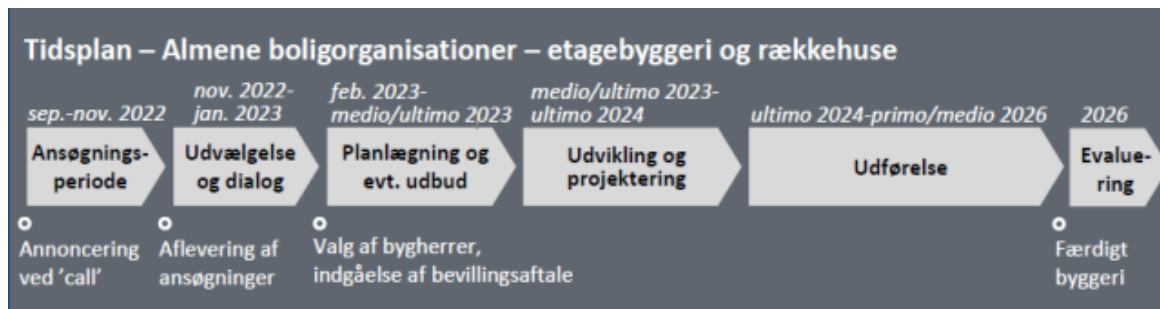 Tidsplan – Almene boligorganisationer – etagebyggeri og rækkehuse
sep.-nov. 2022
nov. 2022-
jan. 2023
feb. 2023-
medio/ultimo 2023
medio/ultimo 2023-
ultimo 2024
ultimo 2024-primo/medio 2026
2026
Ansøgnings-
periode
Udvælgelse
og dialog
Planlægning og
evt. udbud
Udvikling og
projektering
Udførelse
Evalue-
ring
Annoncering
ved ’call’
Aflevering af
ansøgninger
Valg af bygherrer,
indgåelse af bevillingsaftale
Færdigt
byggeri